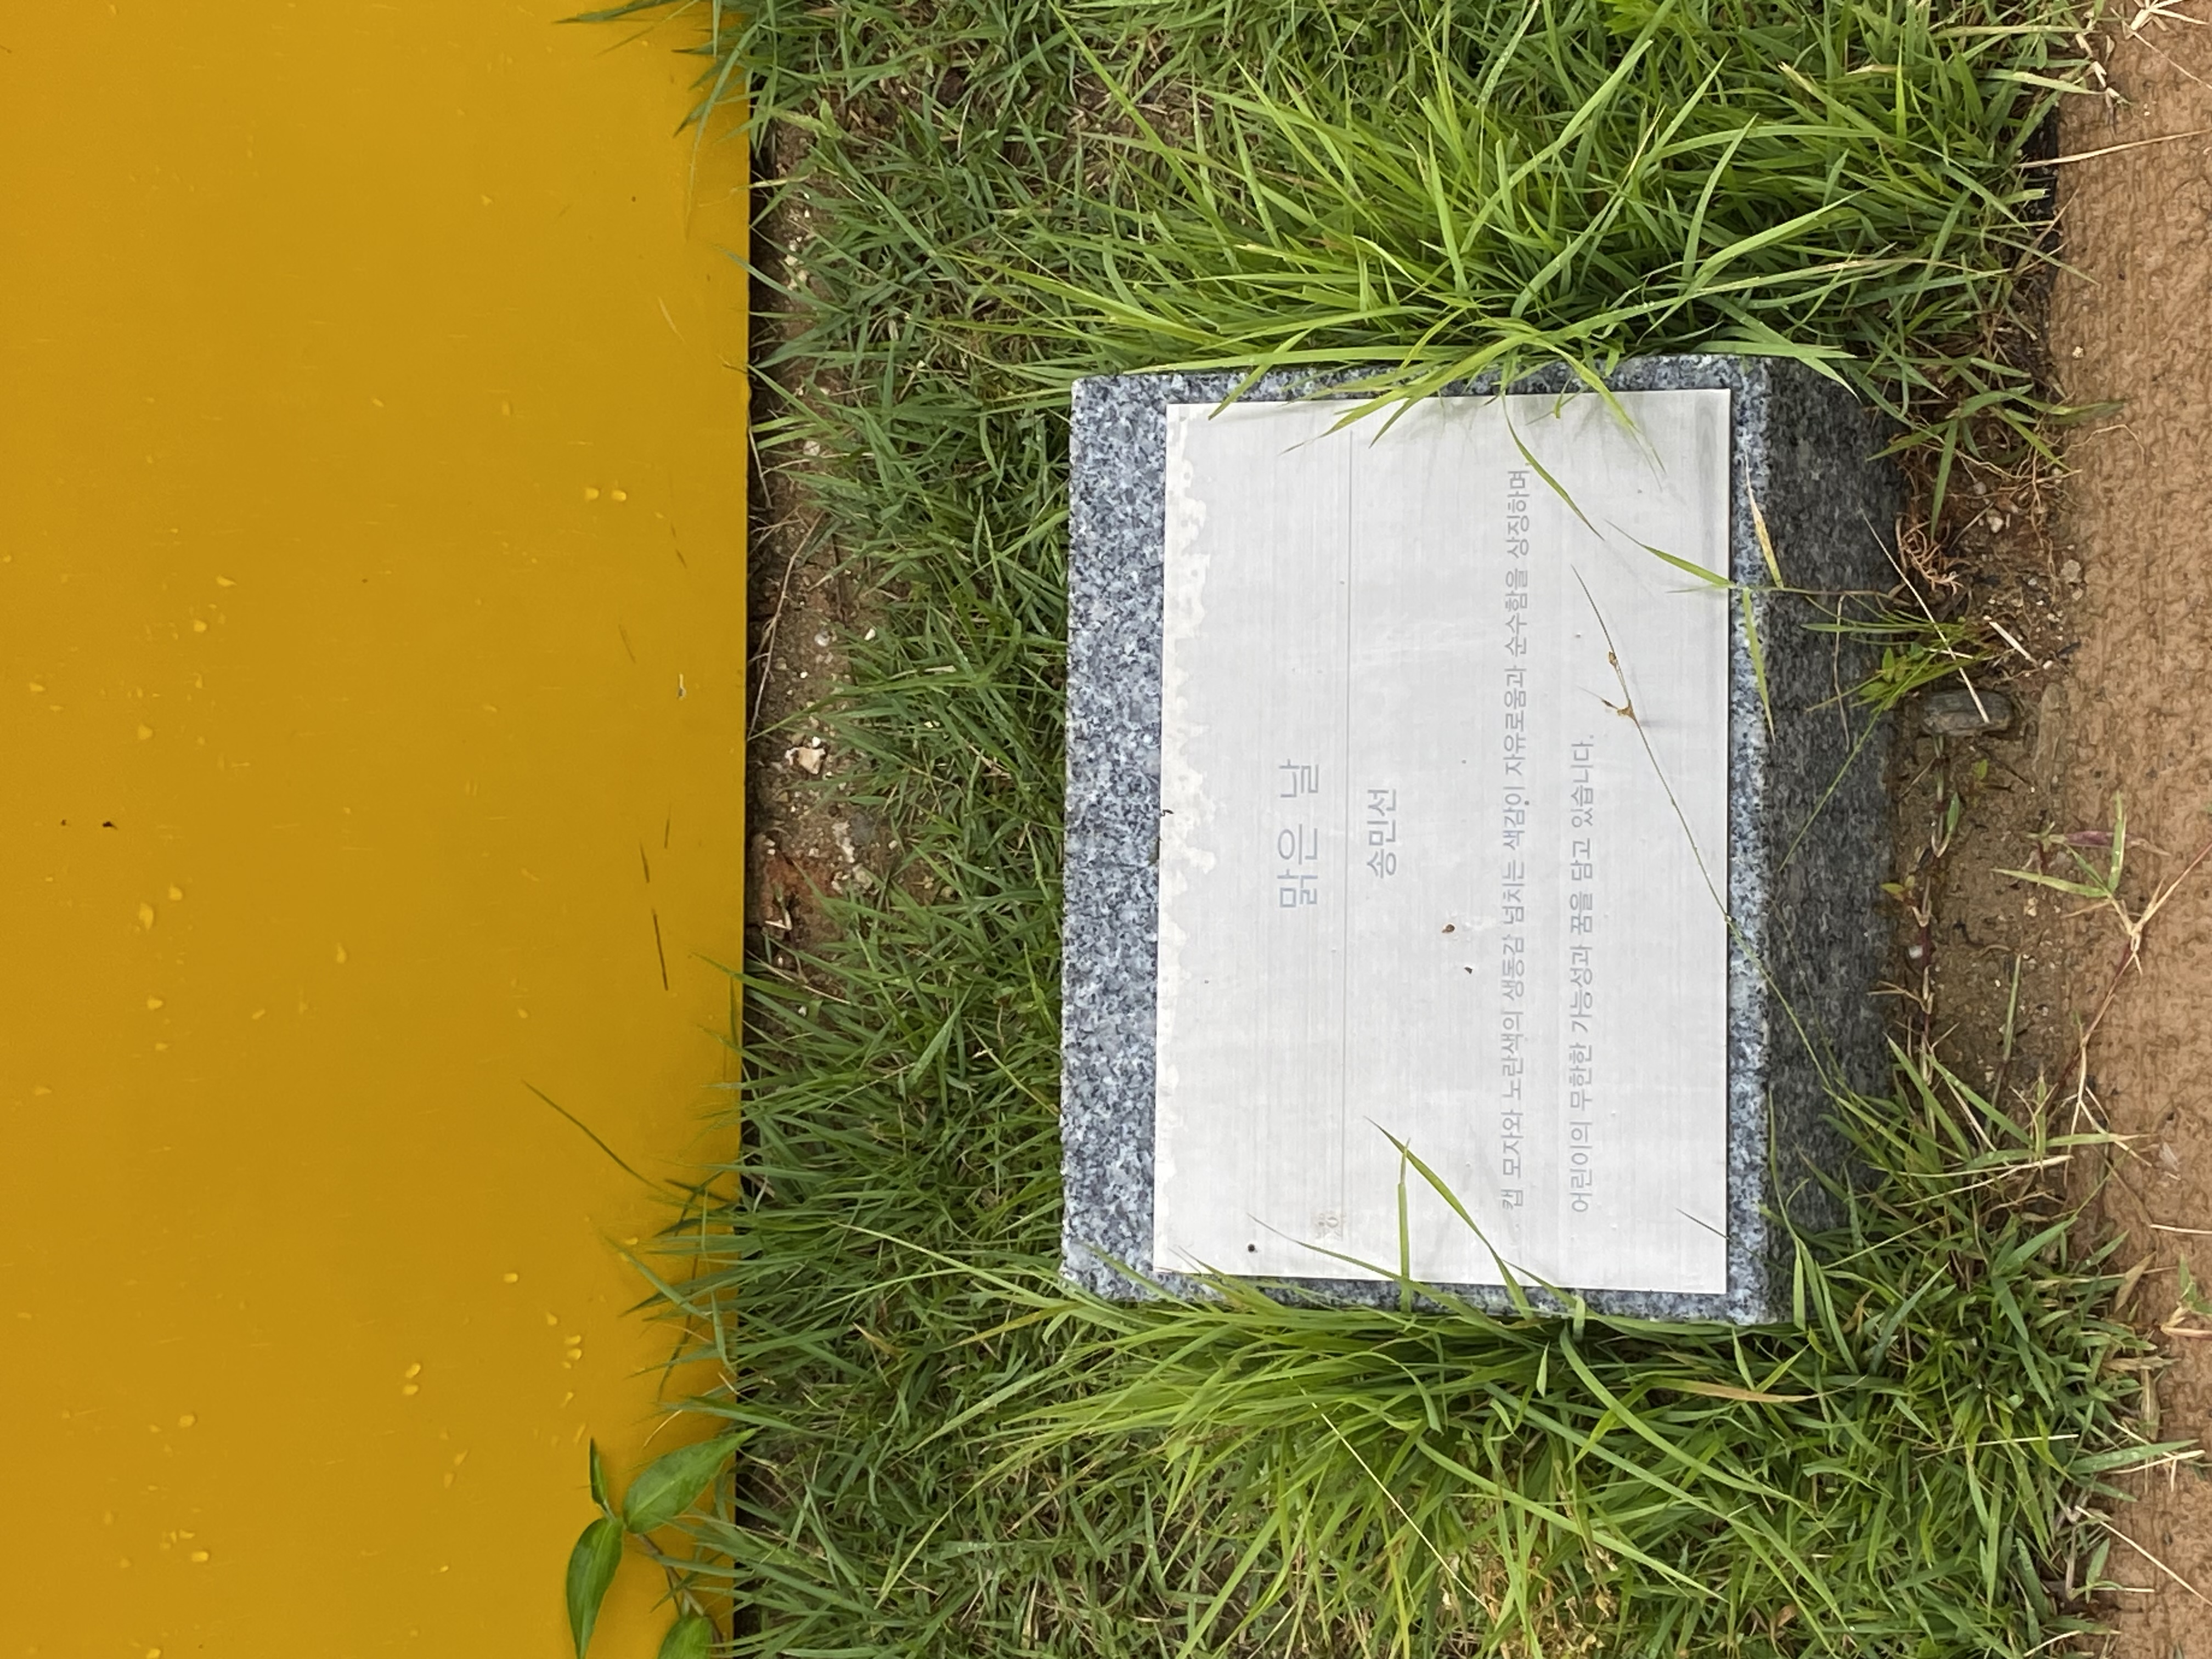 맑은 날
송민선
캡 모자와 노란색의 생동감 넘치는 색감이 자유로움과 순수함을 상징하며,
어린이의 무한한 가능성과 꿈을 담고 있습니다.